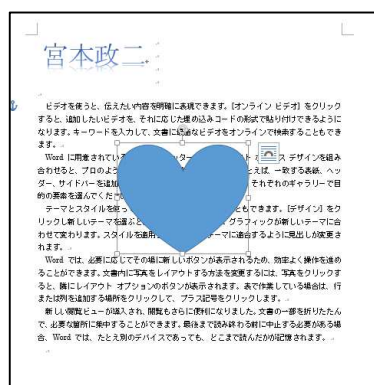 宮本政二
ビデオを使うと、伝えたい内容を明確に表現できます。[オンライン ビデオ] をクリック
すると、追加したいビデオを、それに応じた埋め込みコードの形式で貼り付けできるように
なります。キーワードを入力して、文書に最適なビデオをオンラインで検索することもでき
ます。
Word に用意されてい
合わせると、プロのよう
ダー、サイドバーを追加
的の要素を選んでくださ
テーマとスタイルを使っ
リックし新しいテーマを選ぶと
わせて変わります。スタイルを適用
れます。
ス デザインを組み
とえば、一致する表紙、ヘッ
それぞれのギャラリーで目
ともできます。[デザイン] をク
グラフィックが新しいテーマに合
テーマに適合するように見出しが変更さ
Word では、必要に応じてその場に新しいボタンが表示されるため、効率よく操作を進め
ることができます。文書内に写真をレイアウトする方法を変更するには、写真をクリックす
ると、隣にレイアウト オプションのボタンが表示されます。表で作業している場合は、行
または列を追加する場所をクリックして、プラス記号をクリックします。
新しい閲覧ビューが導入され、閲覧もさらに便利になりました。文書の一部を折りたたん
で、必要な箇所に集中することができます。最後まで読み終わる前に中止する必要がある場
合、Word では、たとえ別のデバイスであっても、どこまで読んだかが記憶されます。